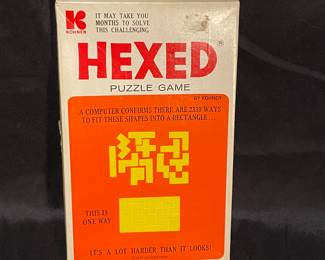 K
KOHNER
IT MAY TAKE YOU
MONTHS TO SOLVE
THIS CHALLENGING
HEXED®
PUZZLE GAME
BY KOHNER
A COMPUTER CONFIRMS THERE ARE 2339 WAYS
TO FIT THESE SHAPES INTO A RECTANGLE...
THIS IS
ONE WAY
IT'S A LOT HARDER THAN IT LOOKS!